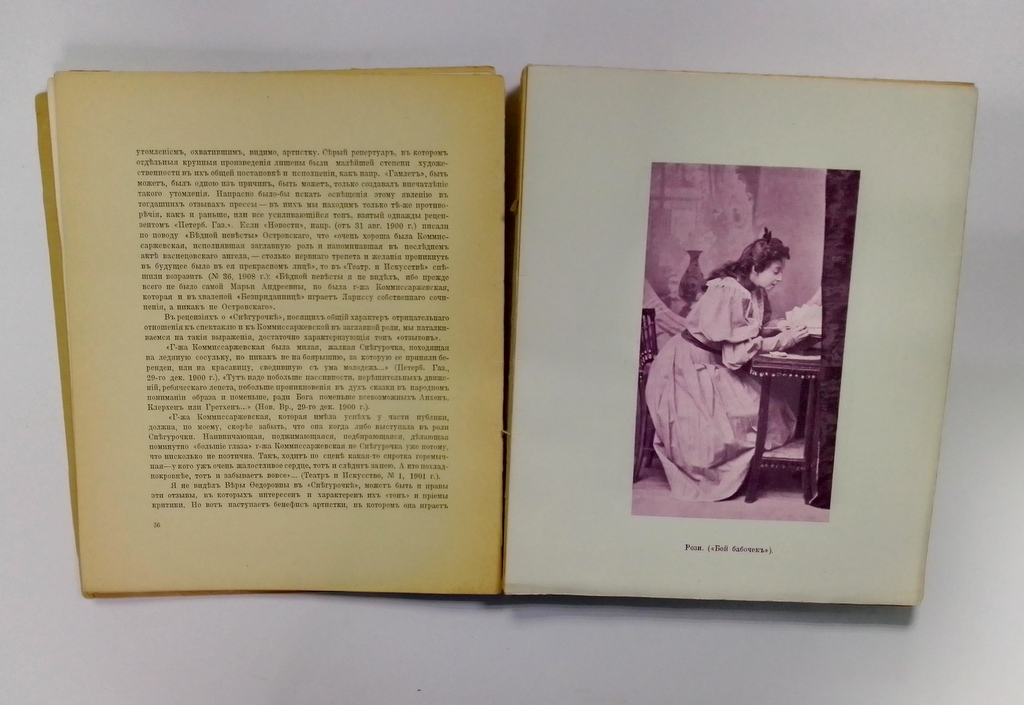 утомленіемъ, охватившимъ, видимо, артистку. Сѣрый репертуаръ, въ которомъ
отдѣльныя крупныя произведенія лишены были малѣйшей степени художе-
ственности въ ихъ общей постановкѣ и исполненіи, какъ напр. «Гамлетъ», быть
можетъ, былъ одною изъ причинъ, быть можетъ, только создавалъ впечатлѣніе
такого утомленія. Напрасно было-бы искать освѣщенія этому явленію въ
тогдашнихъ отзывахъ прессы — въ нихъ мы находимъ только тѣ-же противо-
рѣчія, какъ и раньше, или все усиливающійся тонъ, взятый однажды рецен-
зентомъ «Петерб. Газ.». Если «Новости», напр. (отъ 31 авг. 1900 г.) писали
по поводу «Бѣдной невѣсты» Островскаго, что «очень хороша была Коммис-
саржевская, исполнявшая заглавную роль и напоминавшая въ послѣднемъ
актѣ васнецовскаго ангела, — столько нервнаго трепета и желанія проникнуть
въ будущее было въ ея прекрасномъ лицѣ», то въ «Театр. и Искусствѣ» спѣ-
шили возразить (№ 36, 1908 г.): «Бѣдной невѣсты я не видѣлъ, ибо прежде
всего не было самой Марьи Андреевны, но была г-жа Коммиссаржевская,
которая и въ хваленой «Безприданницѣ» играетъ Лариссу собственнаго сочи-
ненія, а никакъ не Островскаго».
Въ рецензіяхъ о «Снѣгурочкѣ», носящихъ общій характеръ отрицательнаго
отношенія къ спектаклю и къ Коммиссаржевской въ заглавной роли, мы наталки-
ваемся на такія выраженія, достаточно характеризующія тонъ «отзывовъ».
«Г-жа Коммиссаржевская была милая, жалкая Снѣгурочка, походящая
на ледяную сосульку, но никакъ не на боярышню, за которую ее приняли бе-
рендеи, или на красавицу, сводившую съ ума молодежь...» (Петерб. Газ.,
29-го дек. 1900 г.). «Тутъ надо побольше пассивности, нерѣшительныхъ движе-
ній, ребяческаго лепета, побольше проникновенія въ духъ сказки въ народномъ
пониманіи образа и поменьше, ради Бога поменьше всевозможныхъ Анхенъ,
Клерхенъ или Гретхенъ...» (Нов. Вр., 29-го дек. 1900 г.).
«Г-жа Коммиссаржевская, которая имѣла успѣхъ у части публики,
должна, по моему, скорѣе забыть, что она когда либо выступала въ роли
Снѣгурочки. Наивничающая, поджимающаяся, подбирающаяся, дѣлающая
поминутно «большіе глаза» г-жа Коммиссаржевская не Снѣгурочка уже потому,
что нисколько не поэтична. Такъ, ходитъ по сценѣ какая-то сиротка горемыч-
ная—у кого ужъ очень жалостливое сердце, тотъ и слѣдитъ за нею. А кто похлад-
нокровнѣе, тотъ и забываетъ вовсе»... (Театръ и Искусство, № 1, 1901 г.).
Я не видѣлъ Вѣры Ѳедоровны въ «Снѣгурочкѣ», можетъ быть и правы
эти отзывы, въ которыхъ интересенъ и характеренъ ихъ «тонъ» и пріемы
критики. Но вотъ наступаетъ бенефисъ артистки, въ которомъ она играетъ
56
Рози. («Бой бабочекъ»).